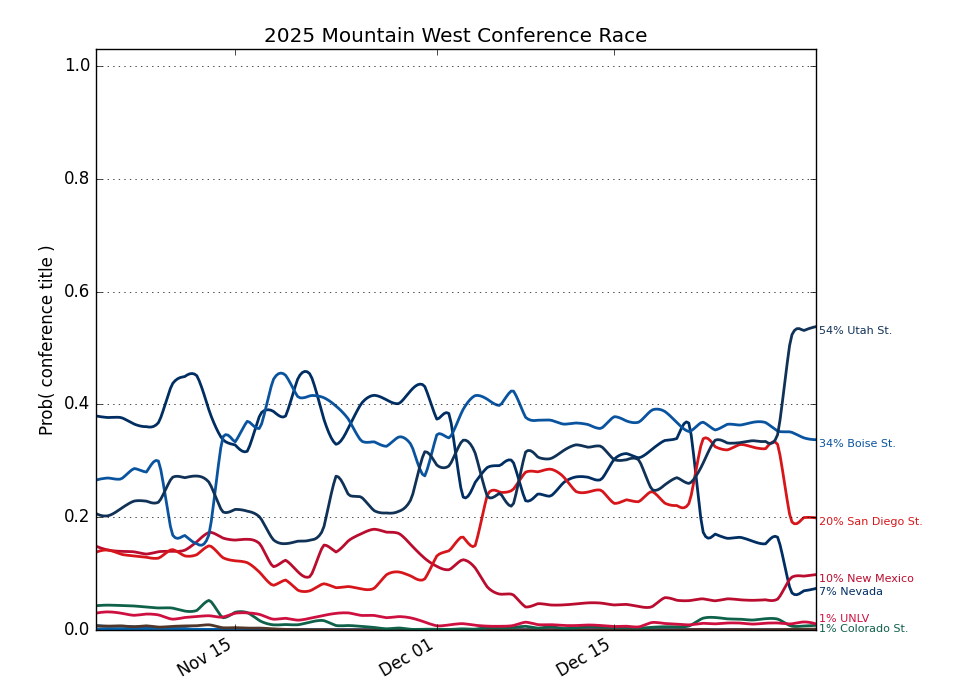 2025 Mountain West Conference Race
Prob( conference title )
1.0
0.8
0.6
0.4
0.2
0.0
Nov 15
Dec 01
Dec 15
54% Utah St.
34% Boise St.
20% San Diego St.
10% New Mexico
7% Nevada
1% UNLV
1% Colorado St.